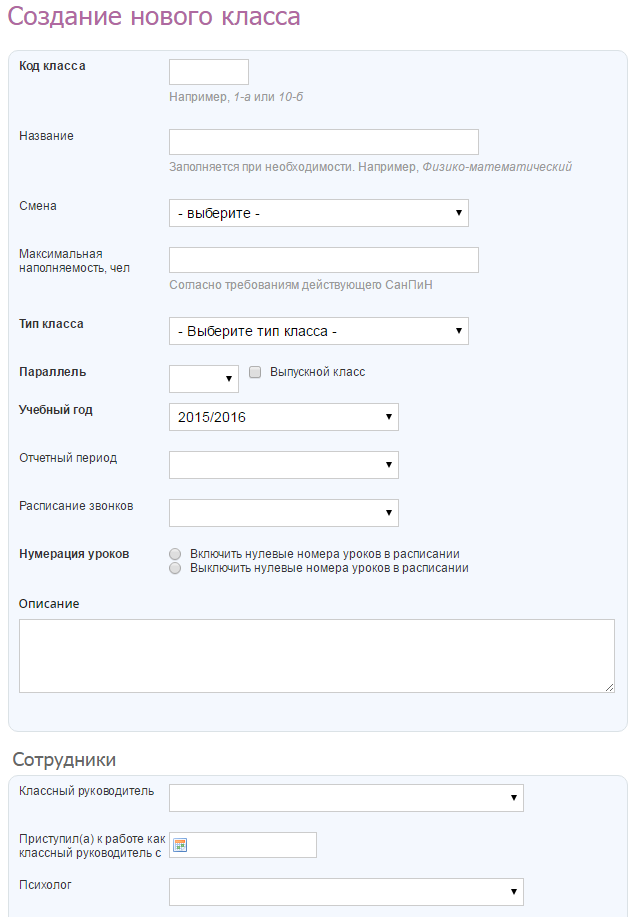 Создание нового класса
Код класса
Например, 1-а или 10-б
Название
Заполняется при необходимости. Например, Физико-математический
Смена
- выберите -
Максимальная
наполняемость, чел
Согласно требованиям действующего СанПиН
Тип класса
- Выберите тип класса -
Параллель
Выпускной класс
Учебный год
2015/2016
Отчетный период
Расписание звонков
Нумерация уроков
Включить нулевые номера уроков в расписании
Выключить нулевые номера уроков в расписании
Описание
Сотрудники
Классный руководитель
Приступил(а) к работе как
классный руководитель с
Психолог